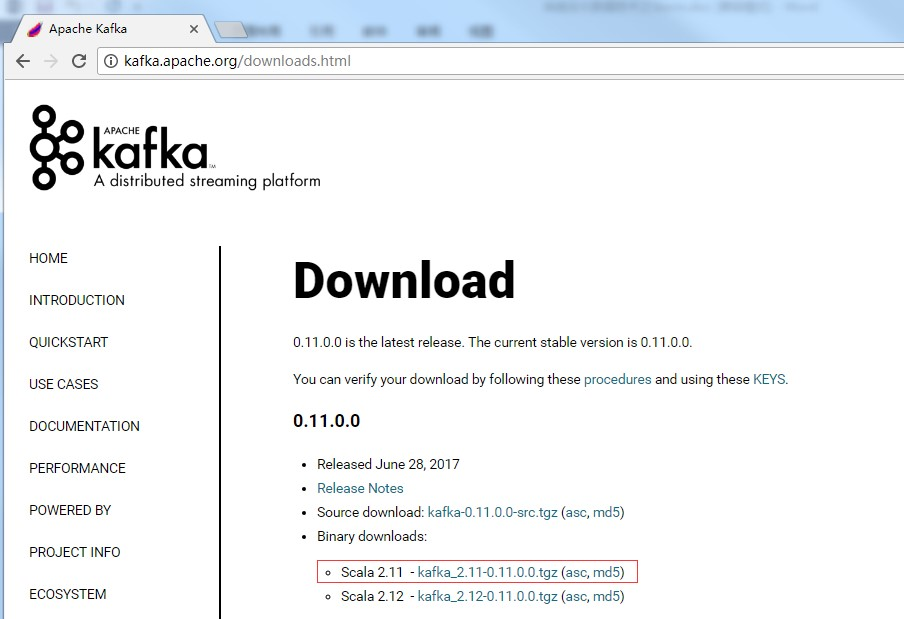 Apache Kafka
kafka.apache.org/downloads.html
APACHE
kafka™
A distributed streaming platform
HOME
INTRODUCTION
QUICKSTART
USE CASES
DOCUMENTATION
PERFORMANCE
POWERED BY
PROJECT INFO
ECOSYSTEM
Download
0.11.0.0 is the latest release. The current stable version is 0.11.0.0.
You can verify your download by following these procedures and using these KEYS.
0.11.0.0
• Released June 28, 2017
• Release Notes
• Source download: kafka-0.11.0.0-src.tgz (asc, md5)
• Binary downloads:
◦ Scala 2.11 - kafka_2.11-0.11.0.0.tgz (asc, md5)
◦ Scala 2.12 - kafka_2.12-0.11.0.0.tgz (asc, md5)